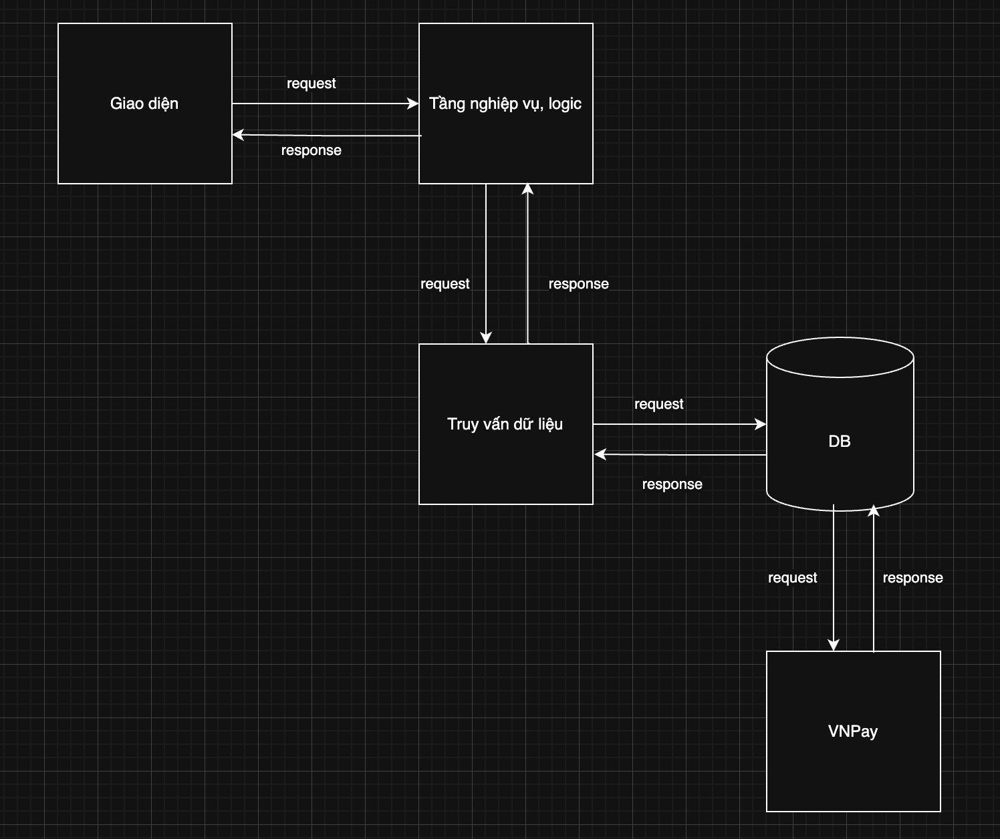 request
Giao diện
Tầng nghiệp vụ, logic
response
request
response
request
Truy vấn dữ liệu
DB
response
request
response
VNPay